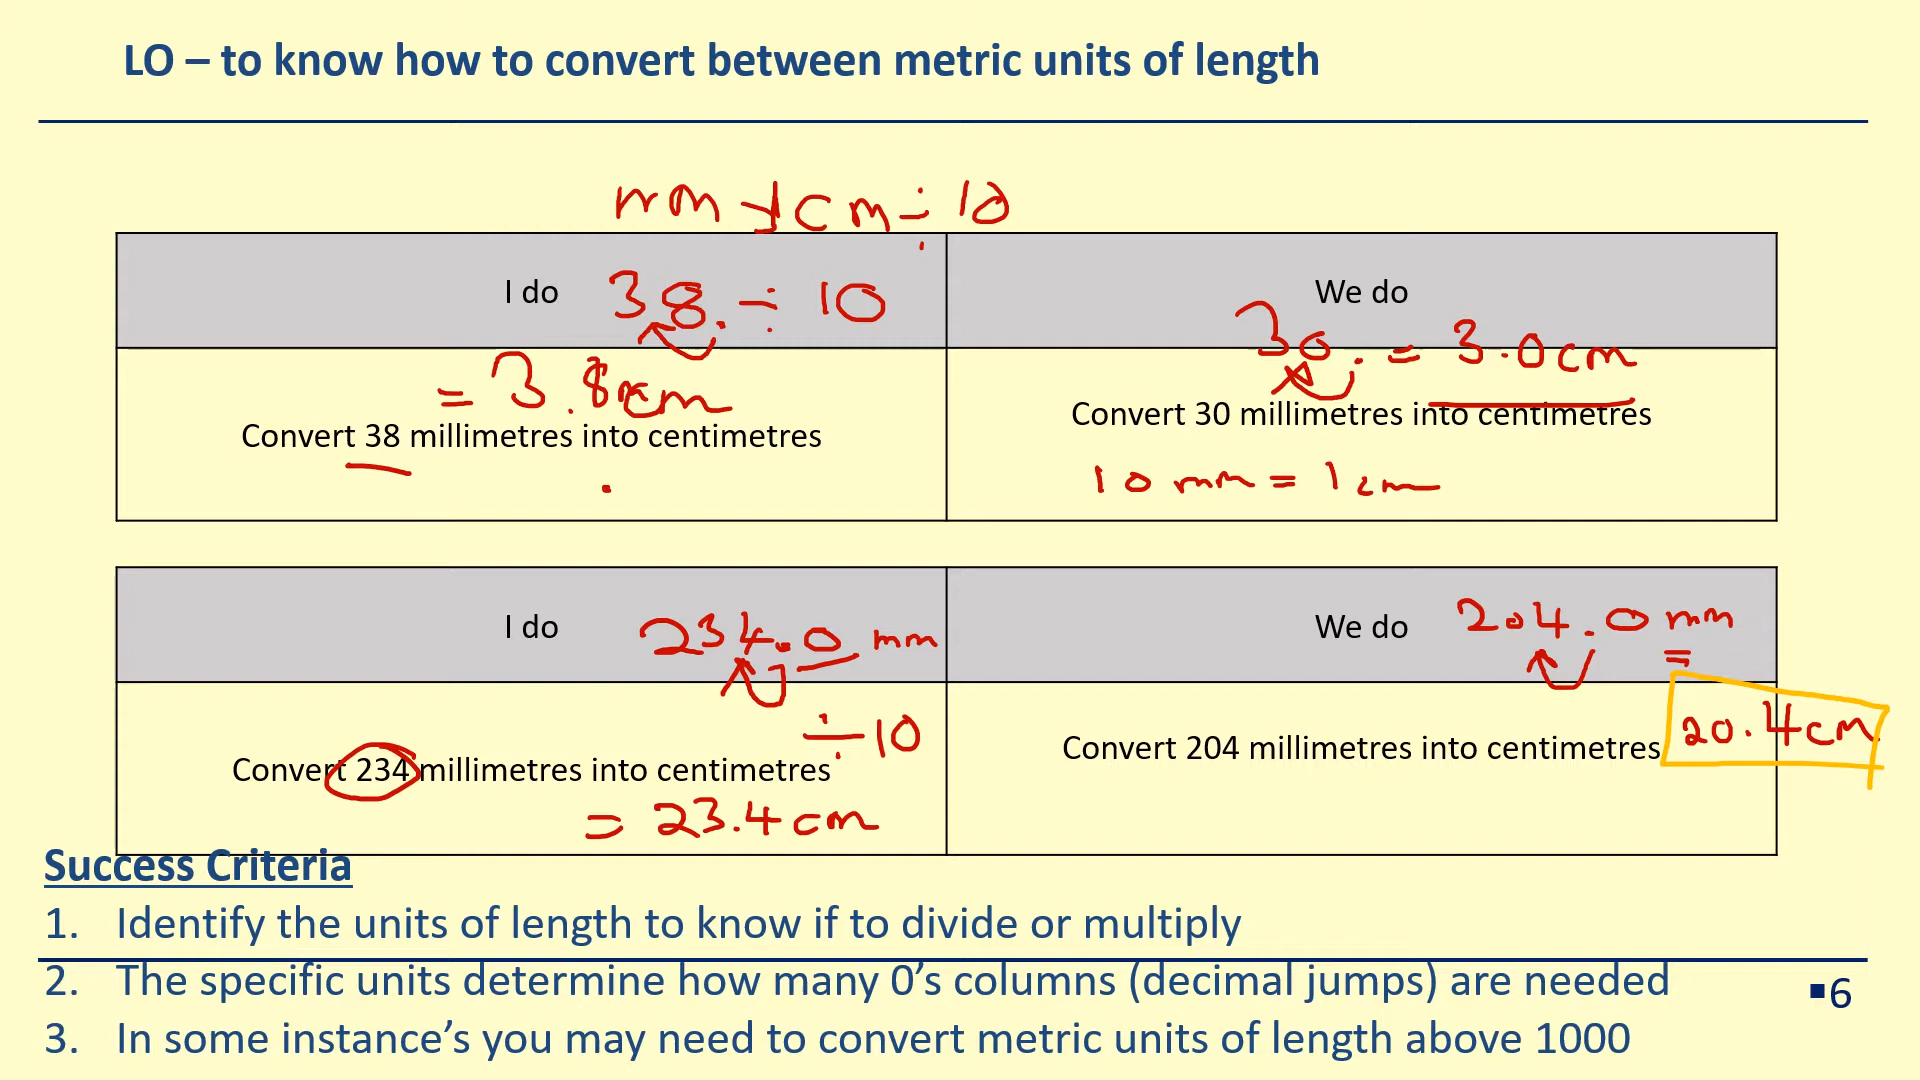 LO – to know how to convert between metric units of length
mm → cm ÷ 10
I do 38. ÷ 10
= 3.8cm
Convert 38 millimetres into centimetres
We do
30. = 3.0cm
Convert 30 millimetres into centimetres
10 mm = 1cm
I do 234.0 mm
÷ 10
Convert 234 millimetres into centimetres
= 23.4 cm
We do 204.0 mm
=
20.4cm
Convert 204 millimetres into centimetres
Success Criteria
1. Identify the units of length to know if to divide or multiply
2. The specific units determine how many 0’s columns (decimal jumps) are needed
3. In some instance’s you may need to convert metric units of length above 1000
▪6